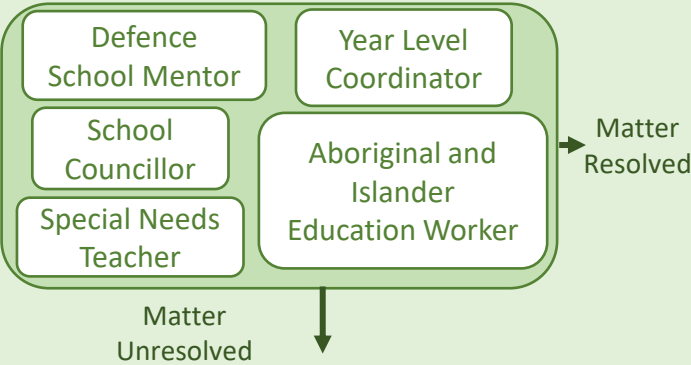 Defence
School Mentor
Year Level
Coordinator
School
Councillor
Aboriginal and
Islander
Education Worker
Special Needs
Teacher
Matter
Resolved
Matter
Unresolved